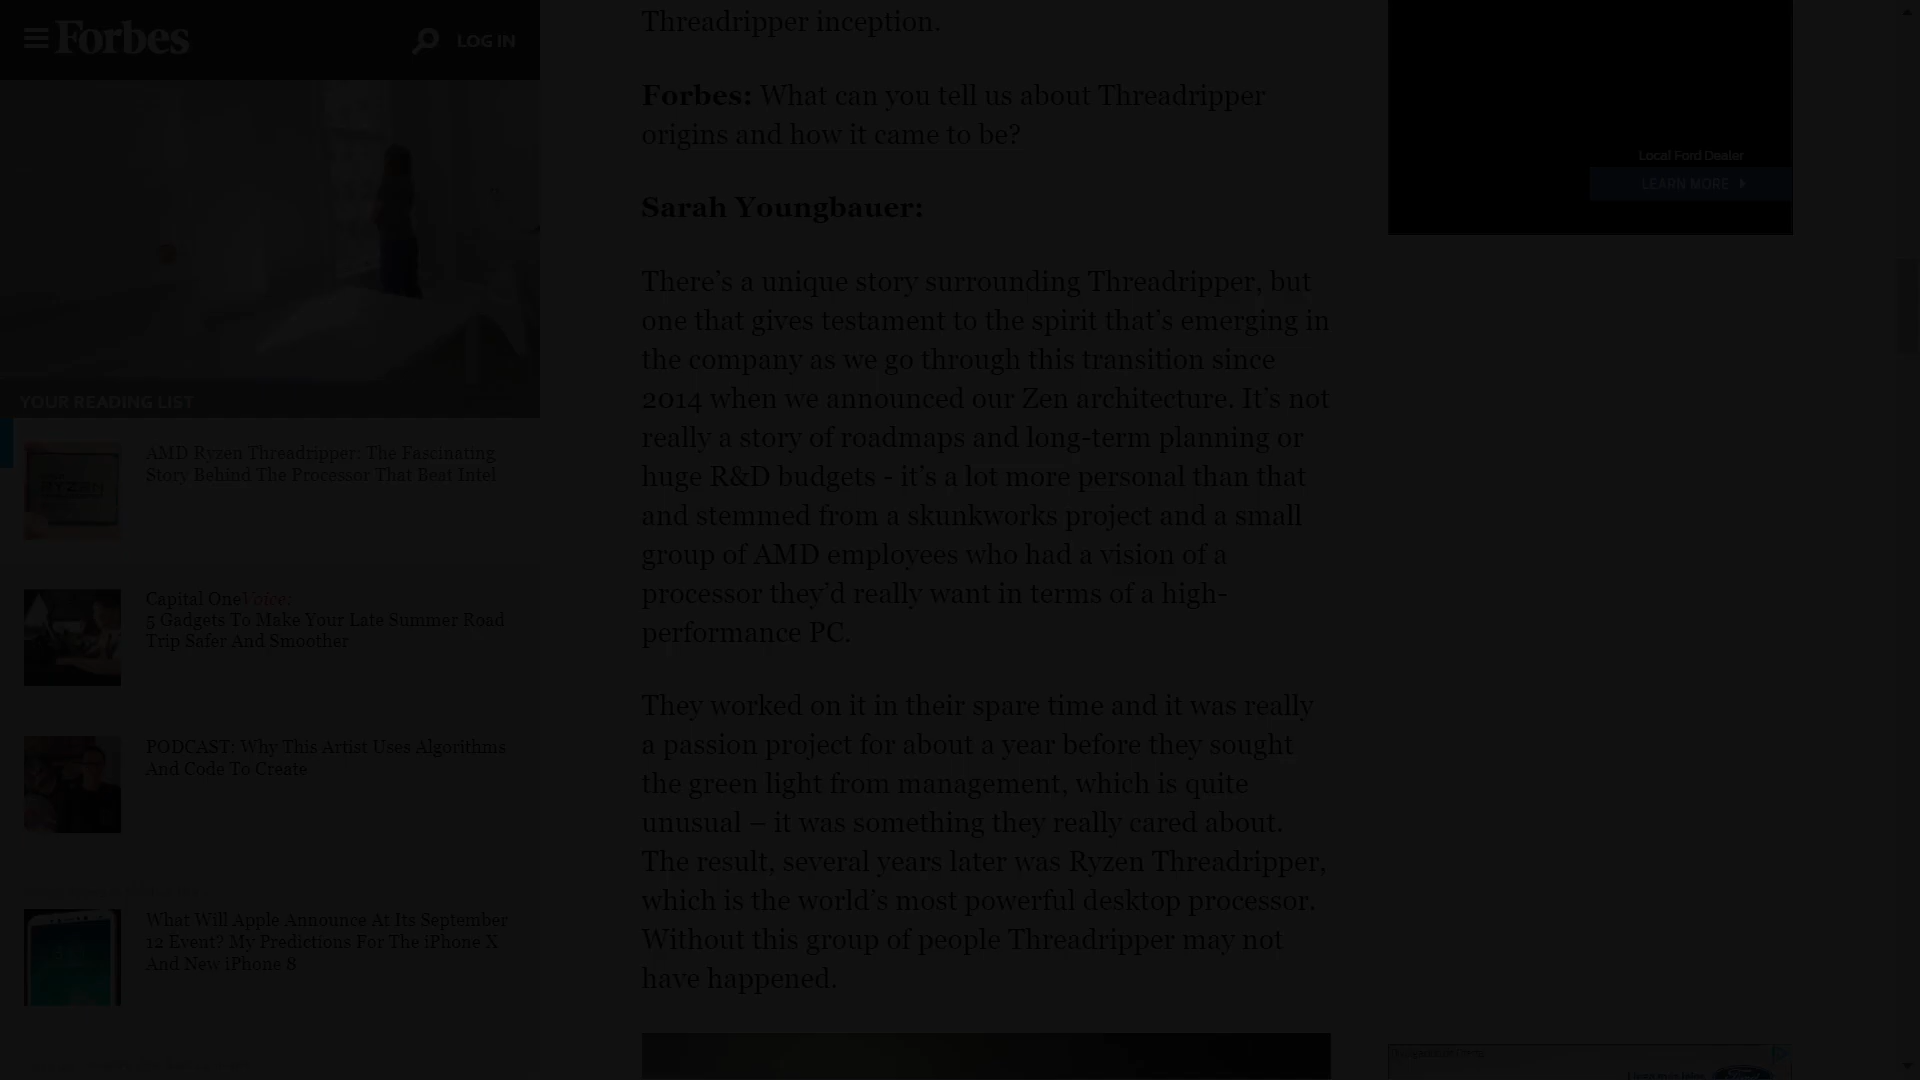 Forbes
LOG IN
YOUR READING LIST
AMD Ryzen Threadripper: The Fascinating
Story Behind The Processor That Beat Intel
RYZEN
Capital OneVoice:
5 Gadgets To Make Your Late Summer Road
Trip Safer And Smoother
PODCAST: Why This Artist Uses Algorithms
And Code To Create
What Will Apple Announce At Its September
12 Event? My Predictions For The iPhone X
And New iPhone 8
Threadripper inception.
Forbes: What can you tell us about Threadripper
origins and how it came to be?
Sarah Youngbauer:
There’s a unique story surrounding Threadripper, but
one that gives testament to the spirit that’s emerging in
the company as we go through this transition since
2014 when we announced our Zen architecture. It’s not
really a story of roadmaps and long-term planning or
huge R&D budgets - it’s a lot more personal than that
and stemmed from a skunkworks project and a small
group of AMD employees who had a vision of a
processor they’d really want in terms of a high-
performance PC.
They worked on it in their spare time and it was really
a passion project for about a year before they sought
the green light from management, which is quite
unusual – it was something they really cared about.
The result, several years later was Ryzen Threadripper,
which is the world’s most powerful desktop processor.
Without this group of people Threadripper may not
have happened.
Local Ford Dealer
LEARN MORE